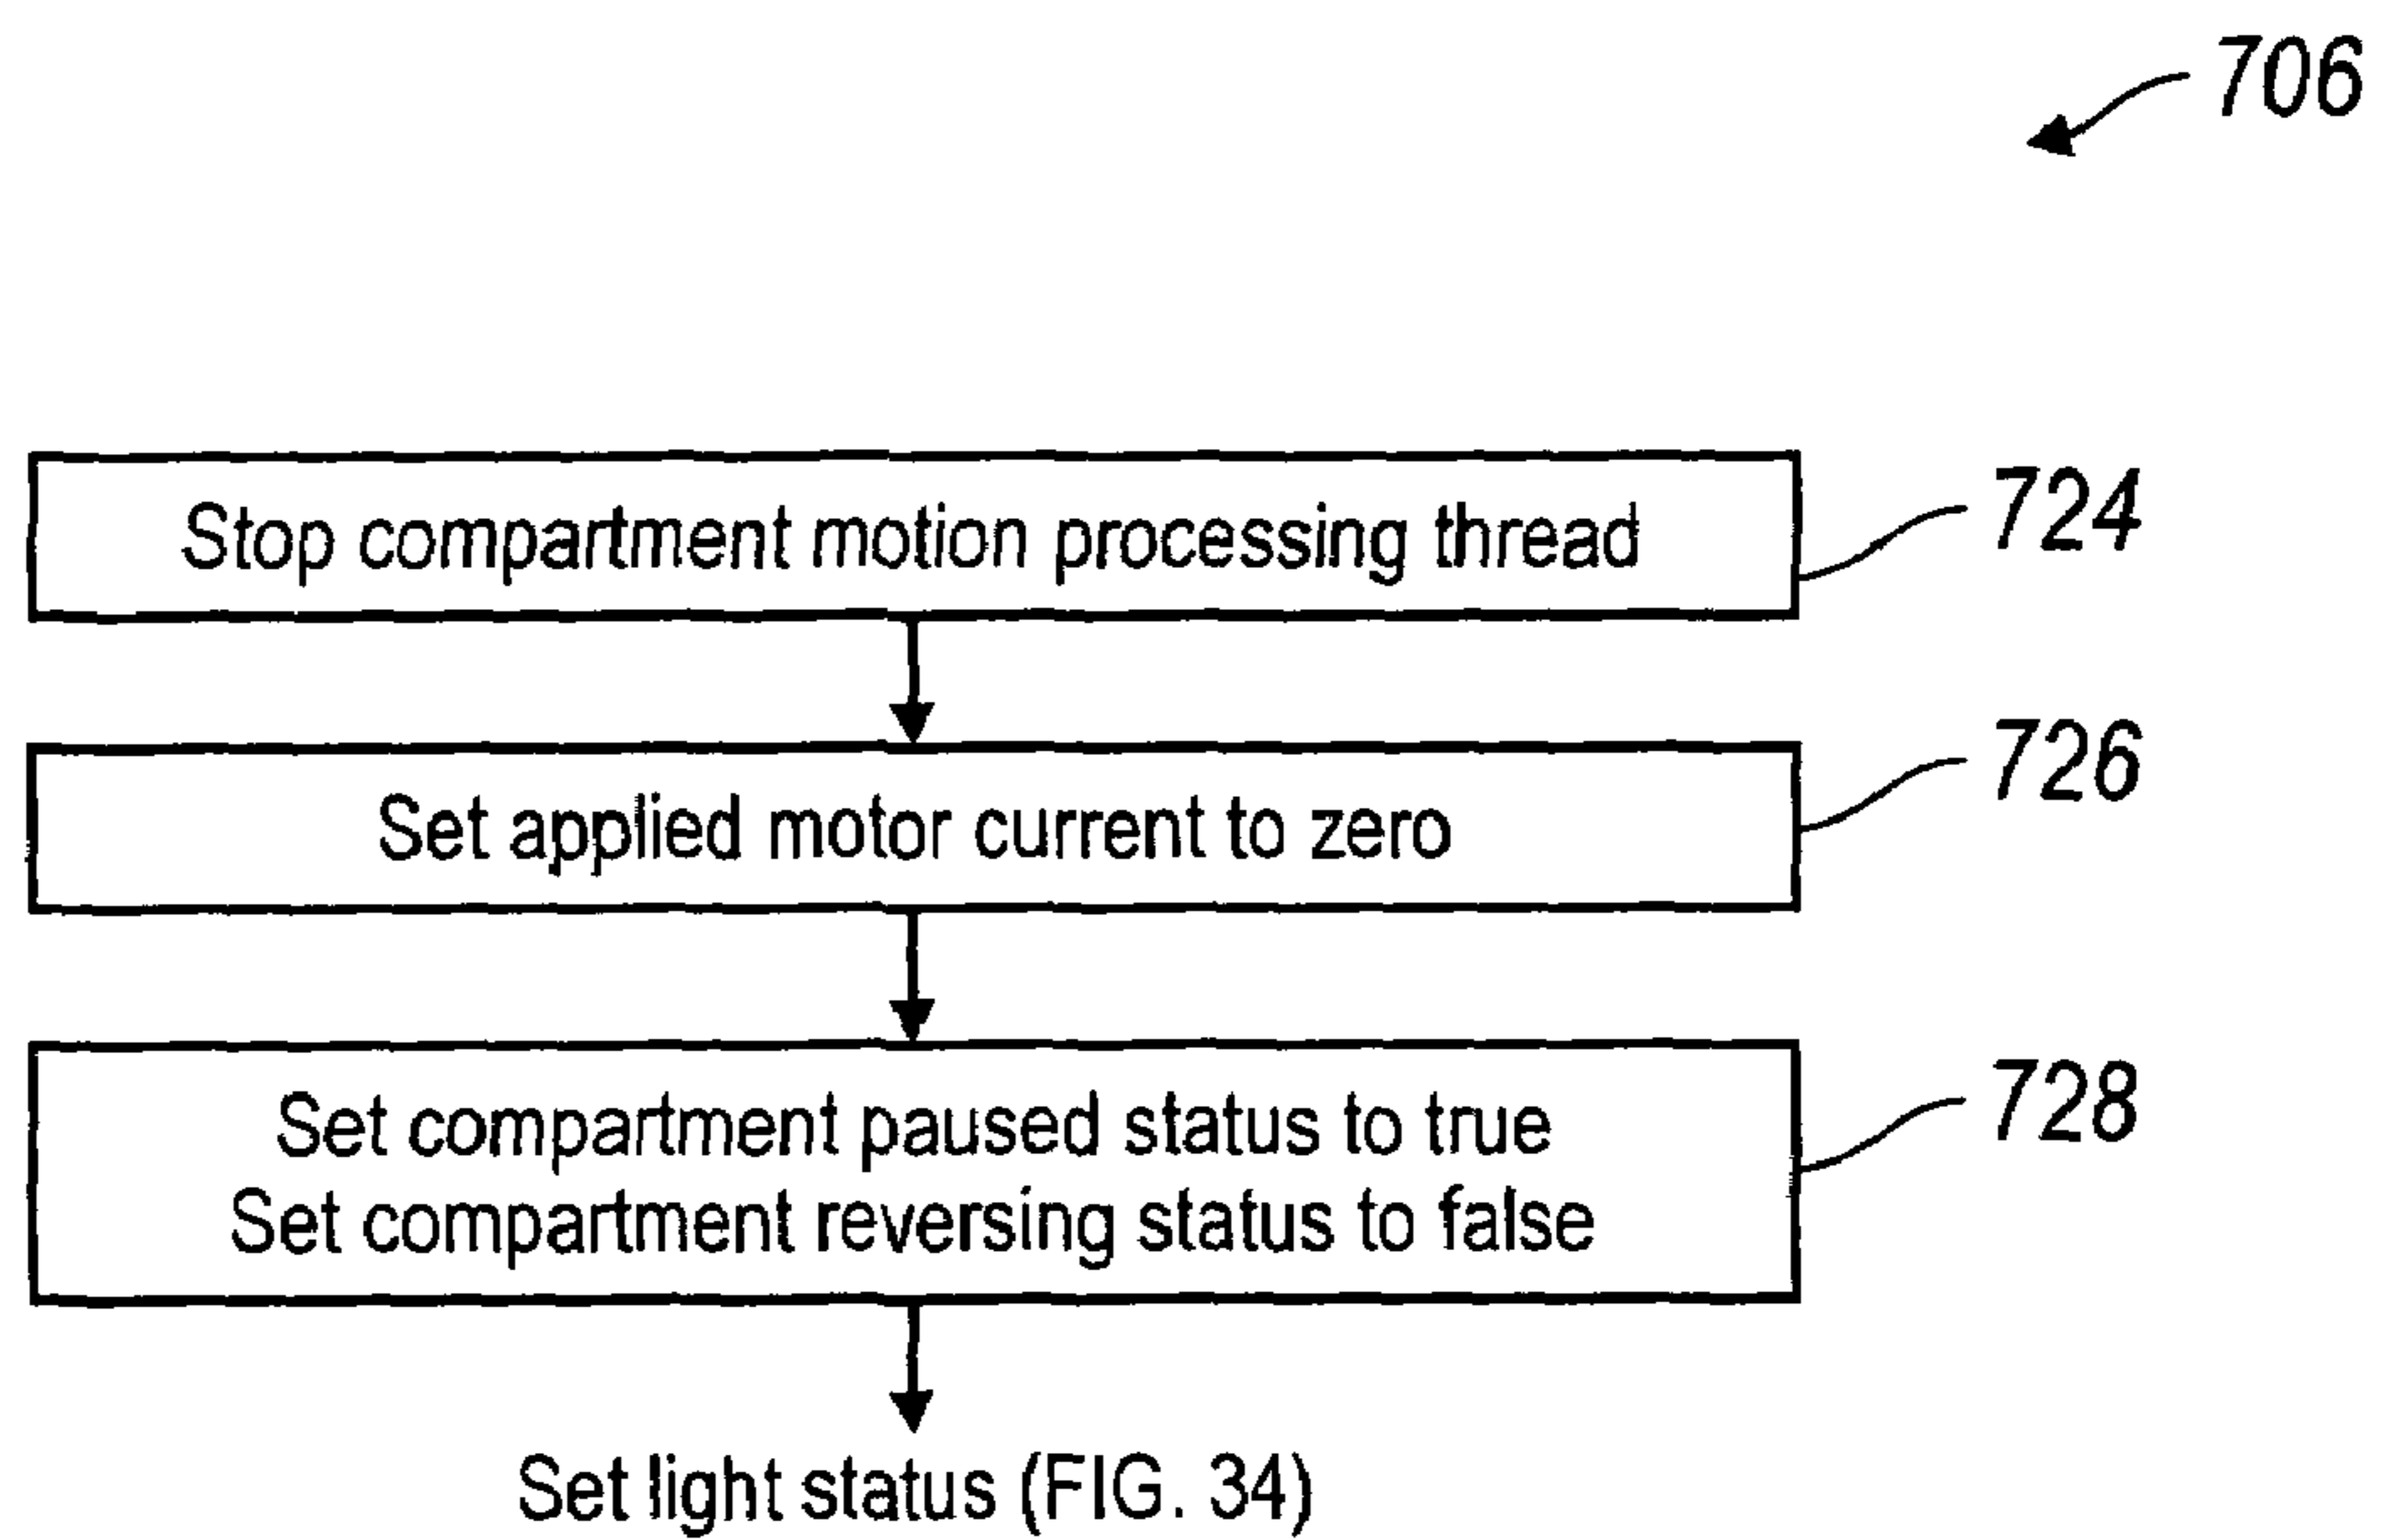 706
Stop compartment motion processing thread
724
Set applied motor current to zero
726
Set compartment paused status to true
Set compartment reversing status to false
728
Set light status (FIG. 34)